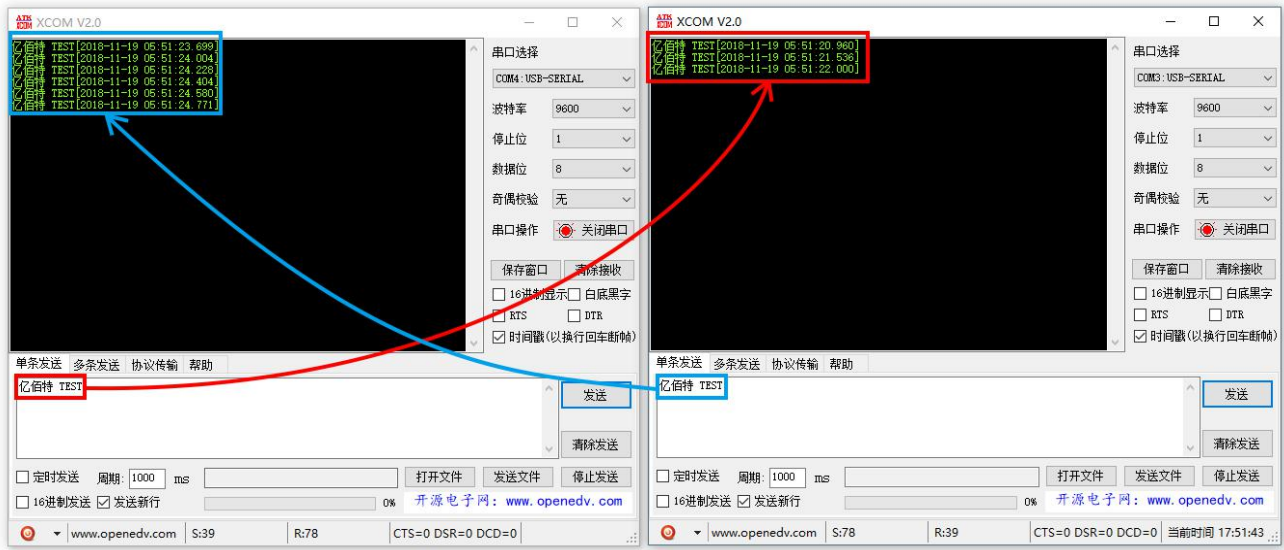 XCOM V2.0
亿佰特 TEST[2018-11-19 05:51:23.699]
亿佰特 TEST[2018-11-19 05:51:24.004]
亿佰特 TEST[2018-11-19 05:51:24.228]
亿佰特 TEST[2018-11-19 05:51:24.404]
亿佰特 TEST[2018-11-19 05:51:24.580]
亿佰特 TEST[2018-11-19 05:51:24.771]
串口选择
COM4:USB-SERIAL
波特率 9600
停止位 1
数据位 8
奇偶校验 无
串口操作 关闭串口
保存窗口 清除接收
16进制显示 白底黑字
RTS DTR
时间戳(以换行回车断帧)
单条发送 多条发送 协议传输 帮助
亿佰特 TEST
发送
清除发送
定时发送 周期: 1000 ms 打开文件 发送文件 停止发送
16进制发送 发送新行 0% 开源电子网: www.openedv.com
www.openedv.com S:39 R:78 CTS=0 DSR=0 DCD=0
ATK XCOM V2.0
亿佰特 TEST[2018-11-19 05:51:20.960]
亿佰特 TEST[2018-11-19 05:51:21.536]
亿佰特 TEST[2018-11-19 05:51:22.000]
串口选择
COM3:USB-SERIAL
波特率 9600
停止位 1
数据位 8
奇偶校验 无
串口操作 关闭串口
保存窗口 清除接收
16进制显示 白底黑字
RTS DTR
时间戳(以换行回车断帧)
单条发送 多条发送 协议传输 帮助
亿佰特 TEST
发送
清除发送
定时发送 周期: 1000 ms 打开文件 发送文件 停止发送
16进制发送 发送新行 0% 开源电子网: www.openedv.com
www.openedv.com S:78 R:39 CTS=0 DSR=0 DCD=0 当前时间 17:51:43